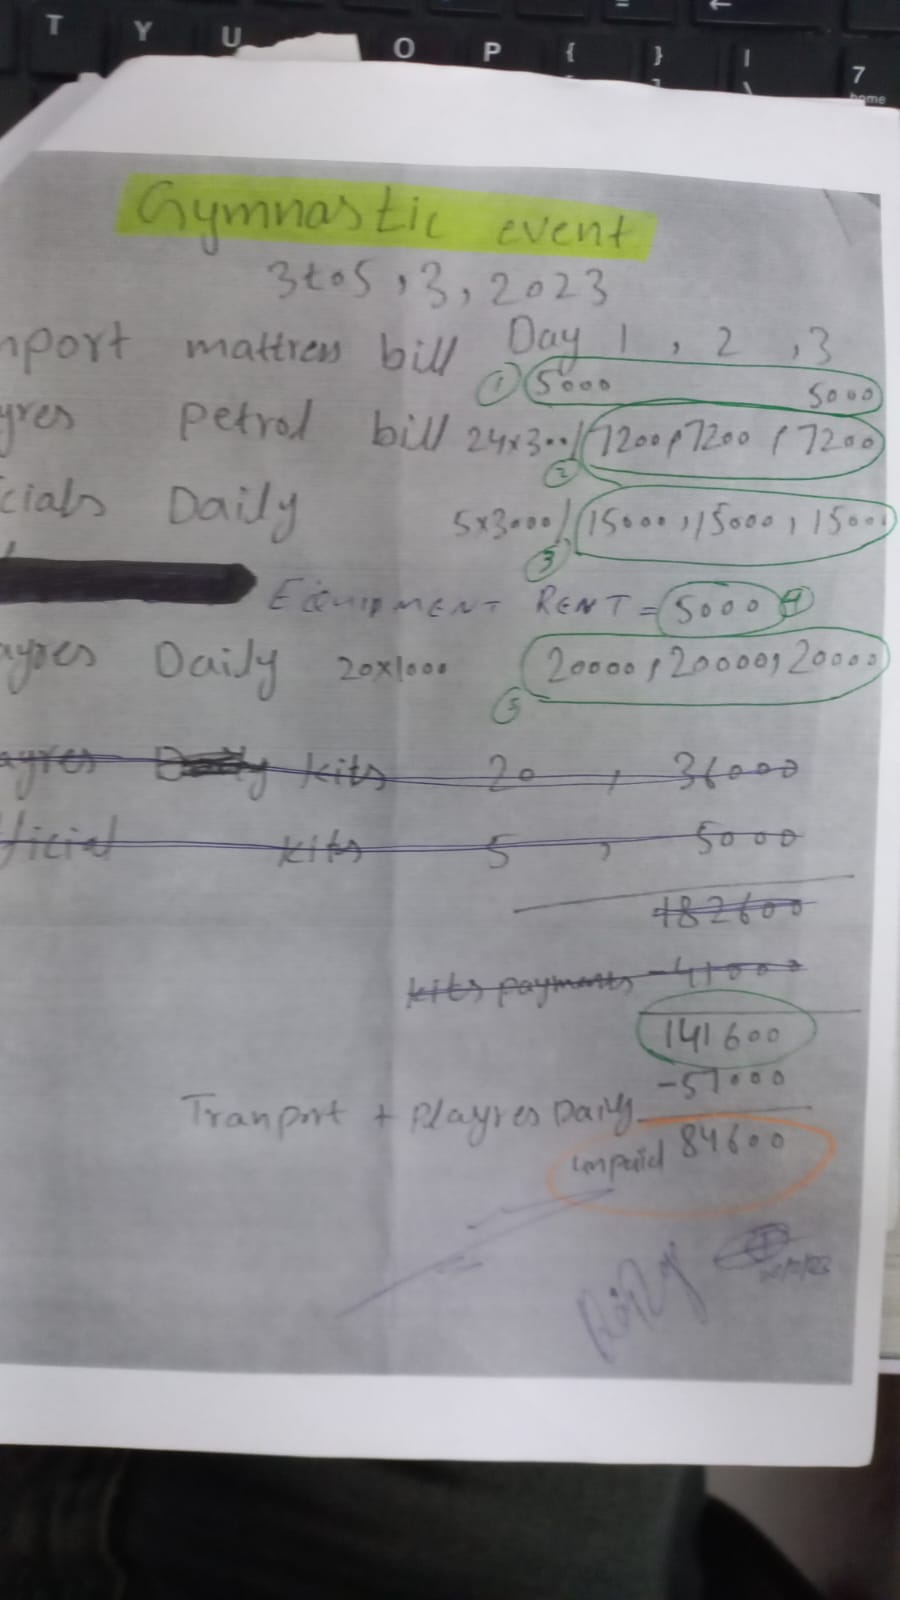 T Y U O P { } | \ 7 home
Gymnastic event
3to5,3,2023
nport mattress bill Day 1 , 2 ,3
① 5000 5000
yres Petrol bill 24x300/ 7200,7200,7200
②
cials Daily 5x3000/ 15000,15000,15000
③
EQUIPMENT RENT = 5000 ④
ayres Daily 20x1000 20000,20000,20000
⑤
ayres Daily kits 20 , 36000
ficial kits 5 , 5000
182600
kits payments -41000
141600
-57000
Tranport + Playres Daily
unpaid 84600